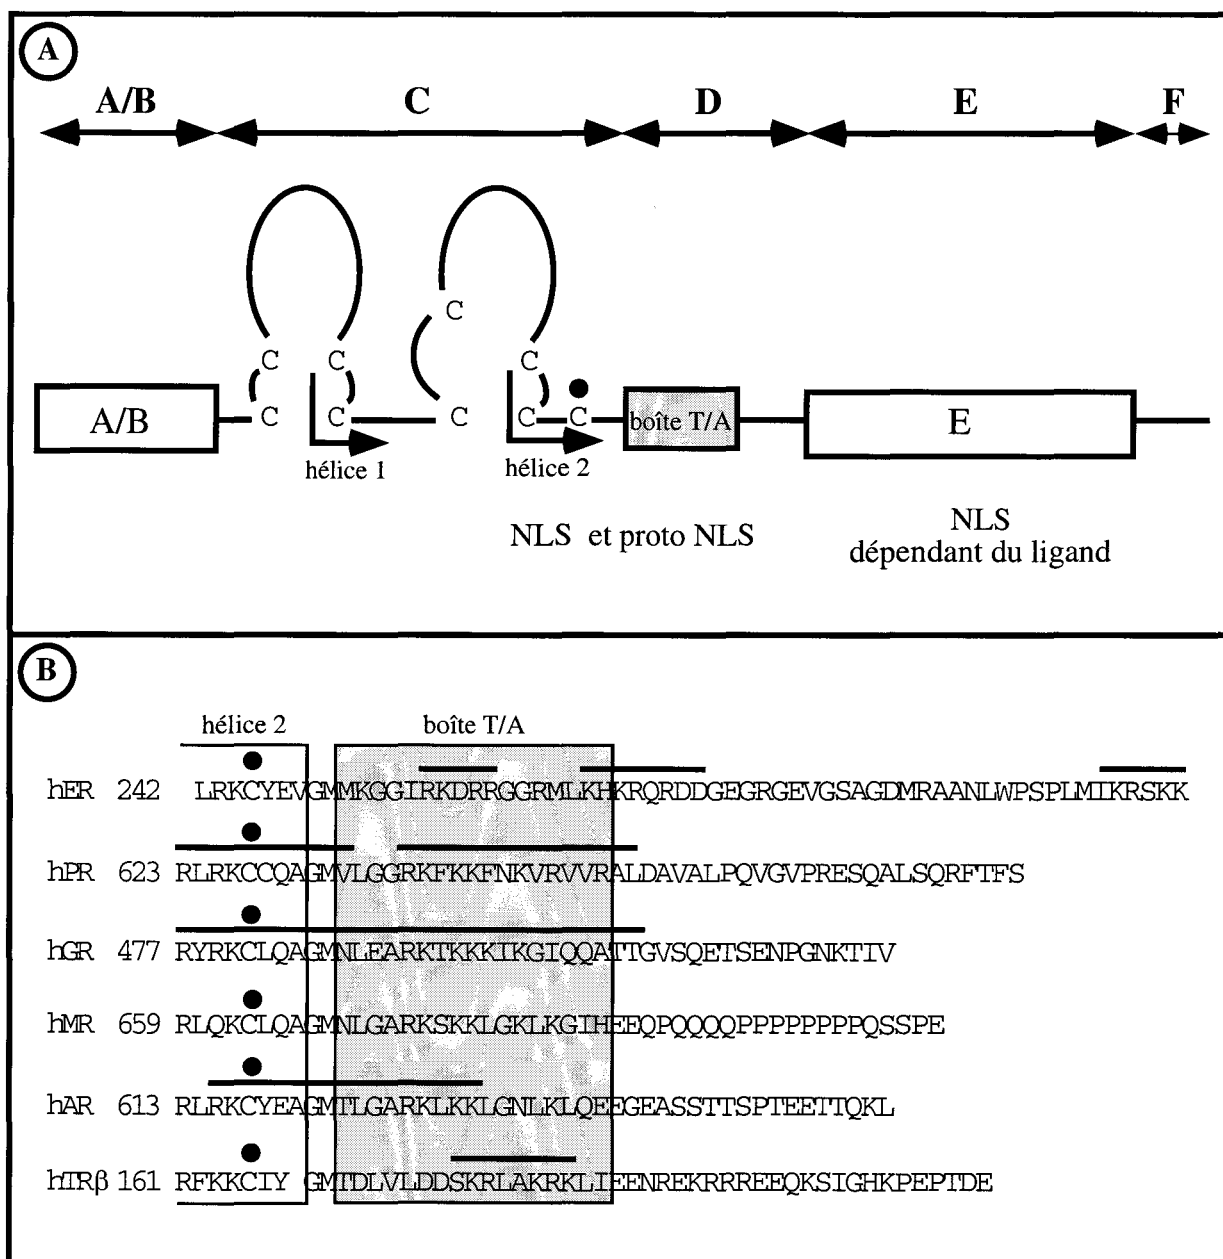 A
A/B C D E F
C
C C C
A/B C C C C C boîte T/A E
hélice 1 hélice 2
NLS et proto NLS
NLS
dépendant du ligand
B
hélice 2 boîte T/A
hER 242 LRKCYEVGMMKGGIRKDRRGGRMLKHKRQRDDGEGRGEVGSAGDMRAANLWPSPLMIKRSKK
hPR 623 RLRKCCQAGMVLGGRKFKKFNKVRVVRALDAVALPQVGVPRESQALSQRFTFS
hGR 477 RYRKCLQAGMNLEARKTKKKIKGIQQATTGVSQETSENPGNKTIV
hMR 659 RLQKCLQAGMNLGARKSKKLGKLKGIHEEQPQQQQPPPPPPPPQSSPE
hAR 613 RLRKCYEAGMTLGARKLKKLGNLKLQEEGEASSTTSPTEETTQKL
hTRβ 161 RFKKCIY GMTDLVLDDSKRLAKRKLIEENREKRRREEQKSIGHKPEPTDE